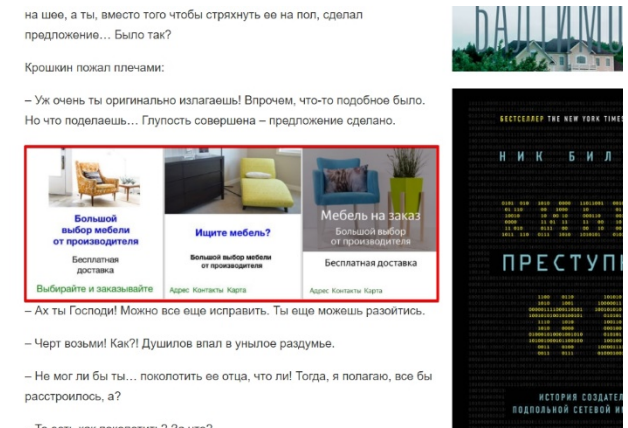 на шее, а ты, вместо того чтобы стряхнуть ее на пол, сделал
предложение… Было так?
Крошкин пожал плечами:
– Уж очень ты оригинально излагаешь! Впрочем, что-то подобное было.
Но что поделаешь… Глупость совершена – предложение сделано.
Большой
выбор мебели
от производителя
Бесплатная
доставка
Выбирайте и заказывайте
Ищите мебель?
Большой выбор мебели
от производителя
Адрес Контакты Карта
Мебель на заказ
Большой выбор
от производителя
Бесплатная доставка
Адрес Контакты Карта
– Ах ты Господи! Можно все еще исправить. Ты еще можешь разойтись.
– Черт возьми! Как?! Душилов впал в унылое раздумье.
– Не мог ли бы ты… поколотить ее отца, что ли! Тогда, я полагаю, все бы
расстроилось, а?
БАЛТИМО
БЕСТСЕЛЛЕР THE NEW YORK TIMES
НИК БИЛ
ПРЕСТУПН
ИСТОРИЯ СОЗДАТЕЛ
ПОДПОЛЬНОЙ СЕТЕВОЙ ИМ